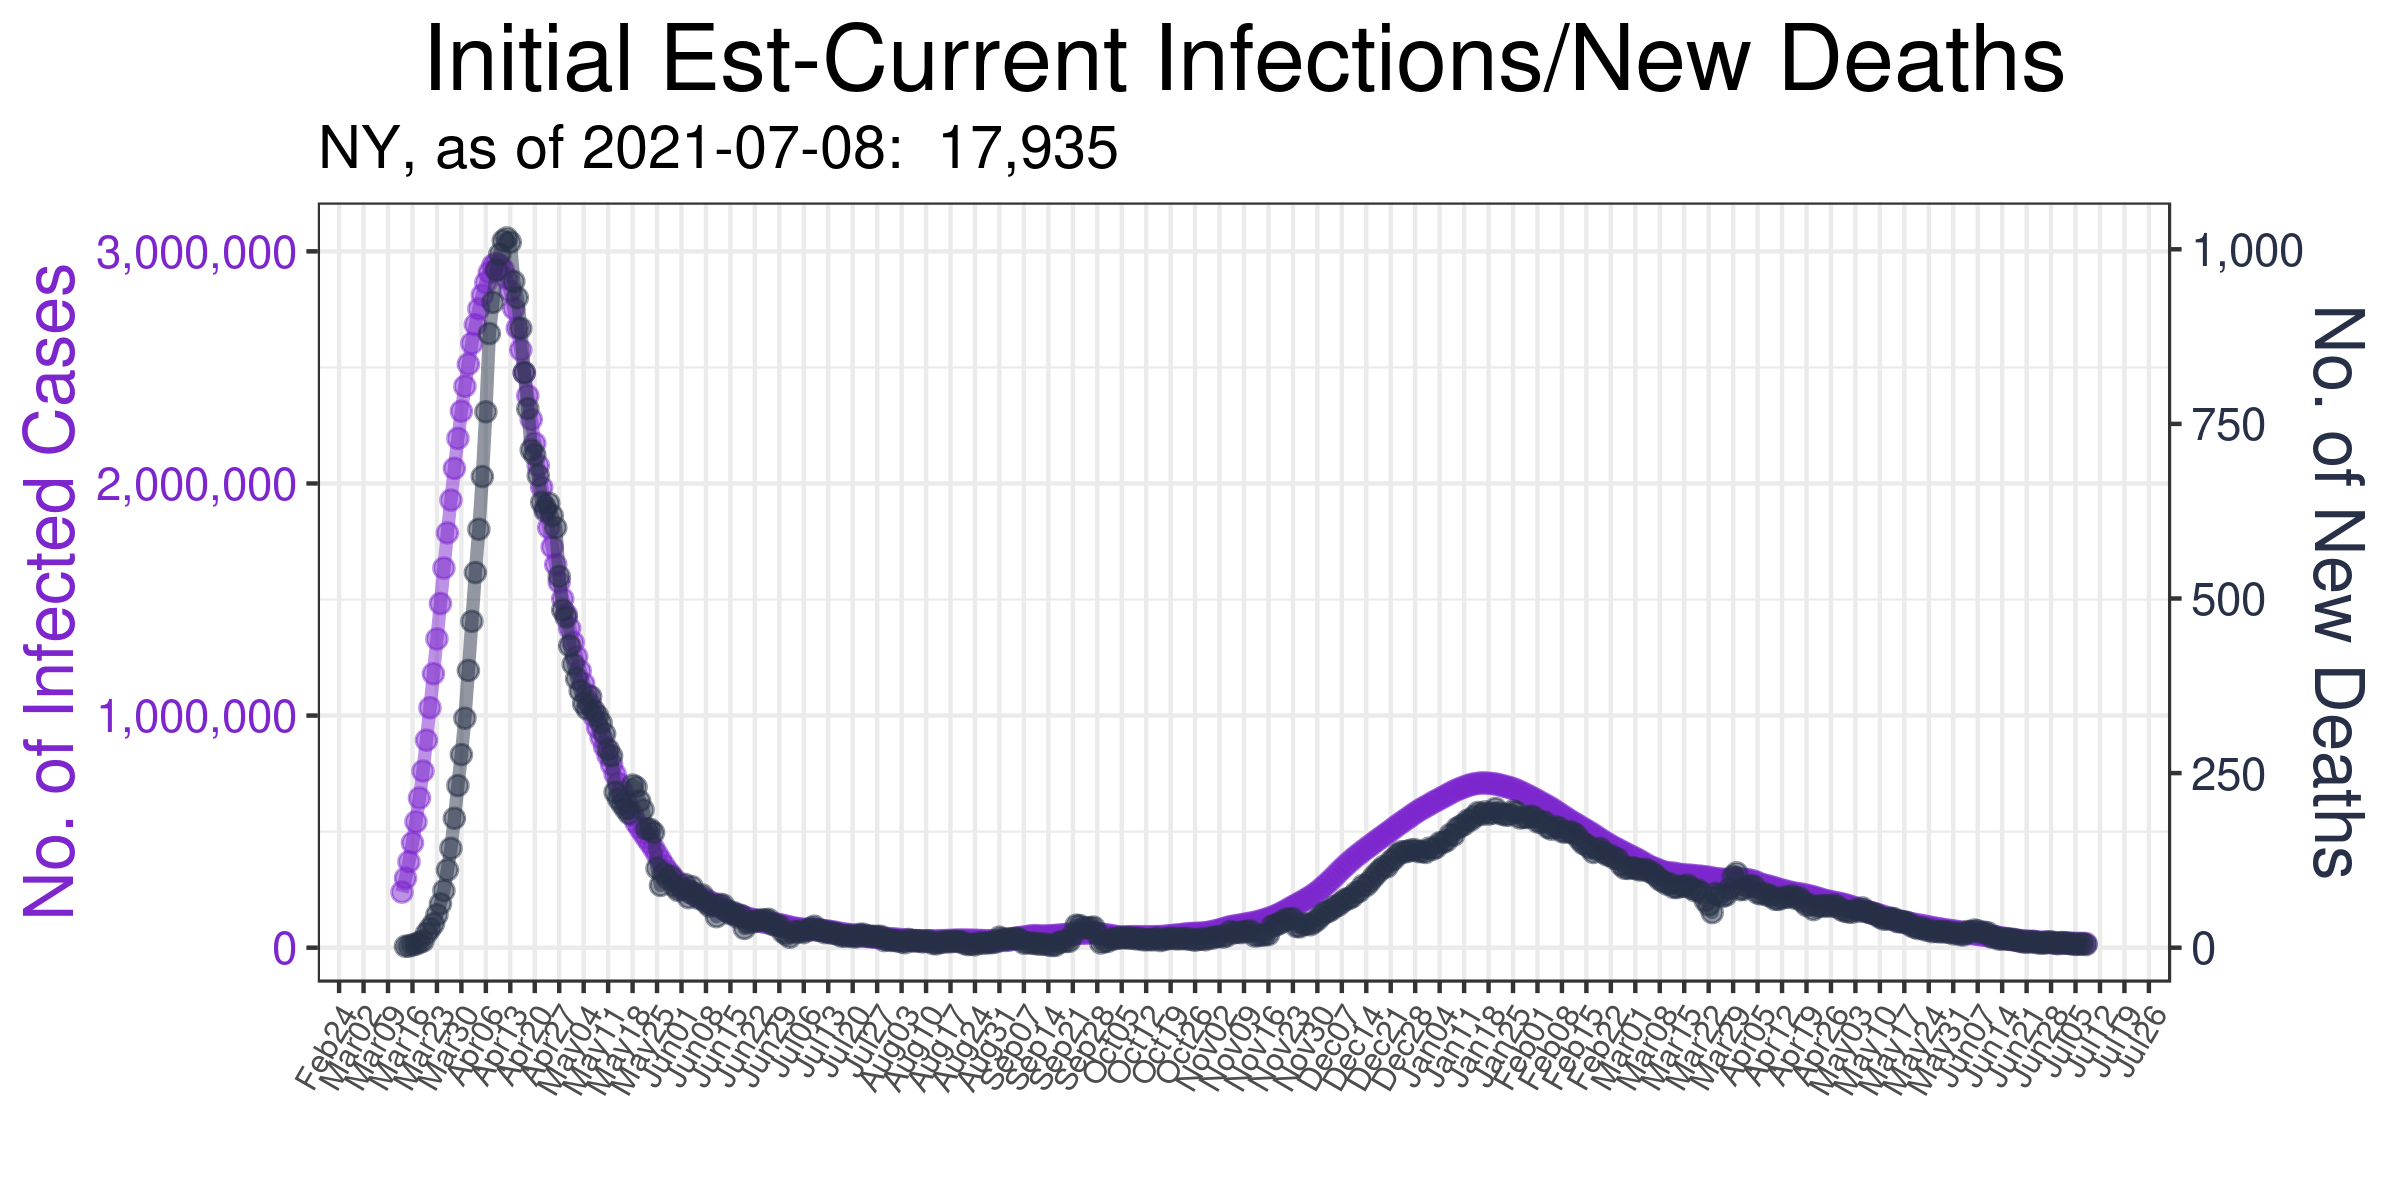 Initial Est-Current Infections/New Deaths
NY, as of 2021-07-08: 17,935
No. of Infected Cases
3,000,000
2,000,000
1,000,000
0
1,000
750
500
250
0
No. of New Deaths
Feb24
Mar02
Mar09
Mar16
Mar23
Mar30
Apr06
Apr13
Apr20
Apr27
May04
May11
May18
May25
Jun01
Jun08
Jun15
Jun22
Jun29
Jul06
Jul13
Jul20
Jul27
Aug03
Aug10
Aug17
Aug24
Aug31
Sep07
Sep14
Sep21
Sep28
Oct05
Oct12
Oct19
Oct26
Nov02
Nov09
Nov16
Nov23
Nov30
Dec07
Dec14
Dec21
Dec28
Jan04
Jan11
Jan18
Jan25
Feb01
Feb08
Feb15
Feb22
Mar01
Mar08
Mar15
Mar22
Mar29
Apr05
Apr12
Apr19
Apr26
May03
May10
May17
May24
May31
Jun07
Jun14
Jun21
Jun28
Jul05
Jul12
Jul19
Jul26